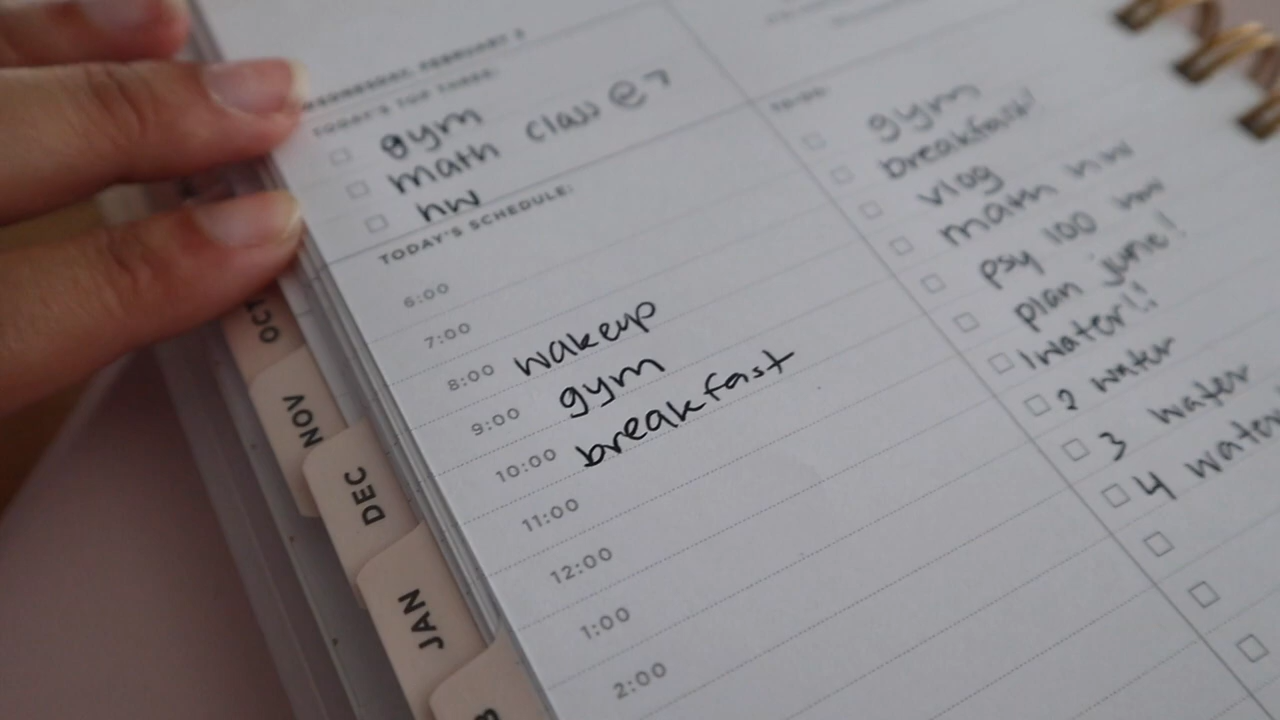 WEDNESDAY, FEBRUARY 2
TODAY'S TOP THREE:
gym
math class @ 7
hw
TODAY'S SCHEDULE:
6:00
7:00
8:00 wakeup
9:00 gym
10:00 breakfast
11:00
12:00
1:00
2:00
TO-DO:
gym
breakfast!
vlog
math hw
psy 100 hw
plan june!
1 water!!
2 water
3 water
4 water
OCT
NOV
DEC
JAN